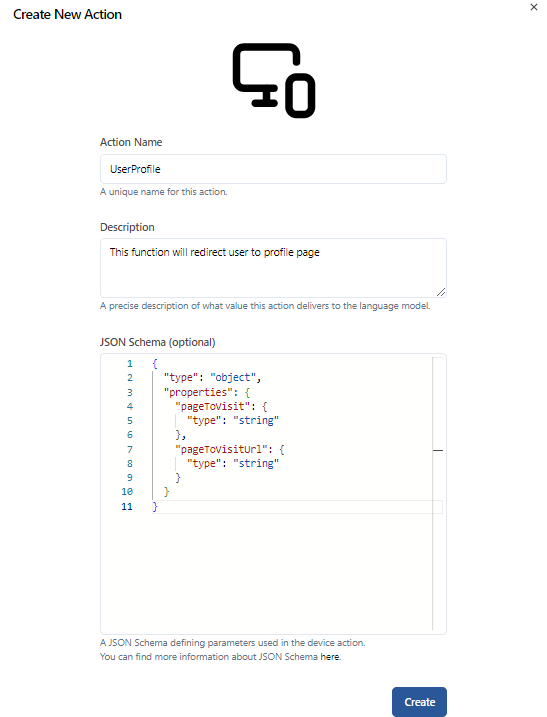 Create New Action
×
Action Name
UserProfile
A unique name for this action.
Description
This function will redirect user to profile page
A precise description of what value this action delivers to the language model.
JSON Schema (optional)
1 {
2 "type": "object",
3 "properties": {
4 "pageToVisit": {
5 "type": "string"
6 },
7 "pageToVisitUrl": {
8 "type": "string"
9 }
10 }
11 }
A JSON Schema defining parameters used in the device action.
You can find more information about JSON Schema here.
Create